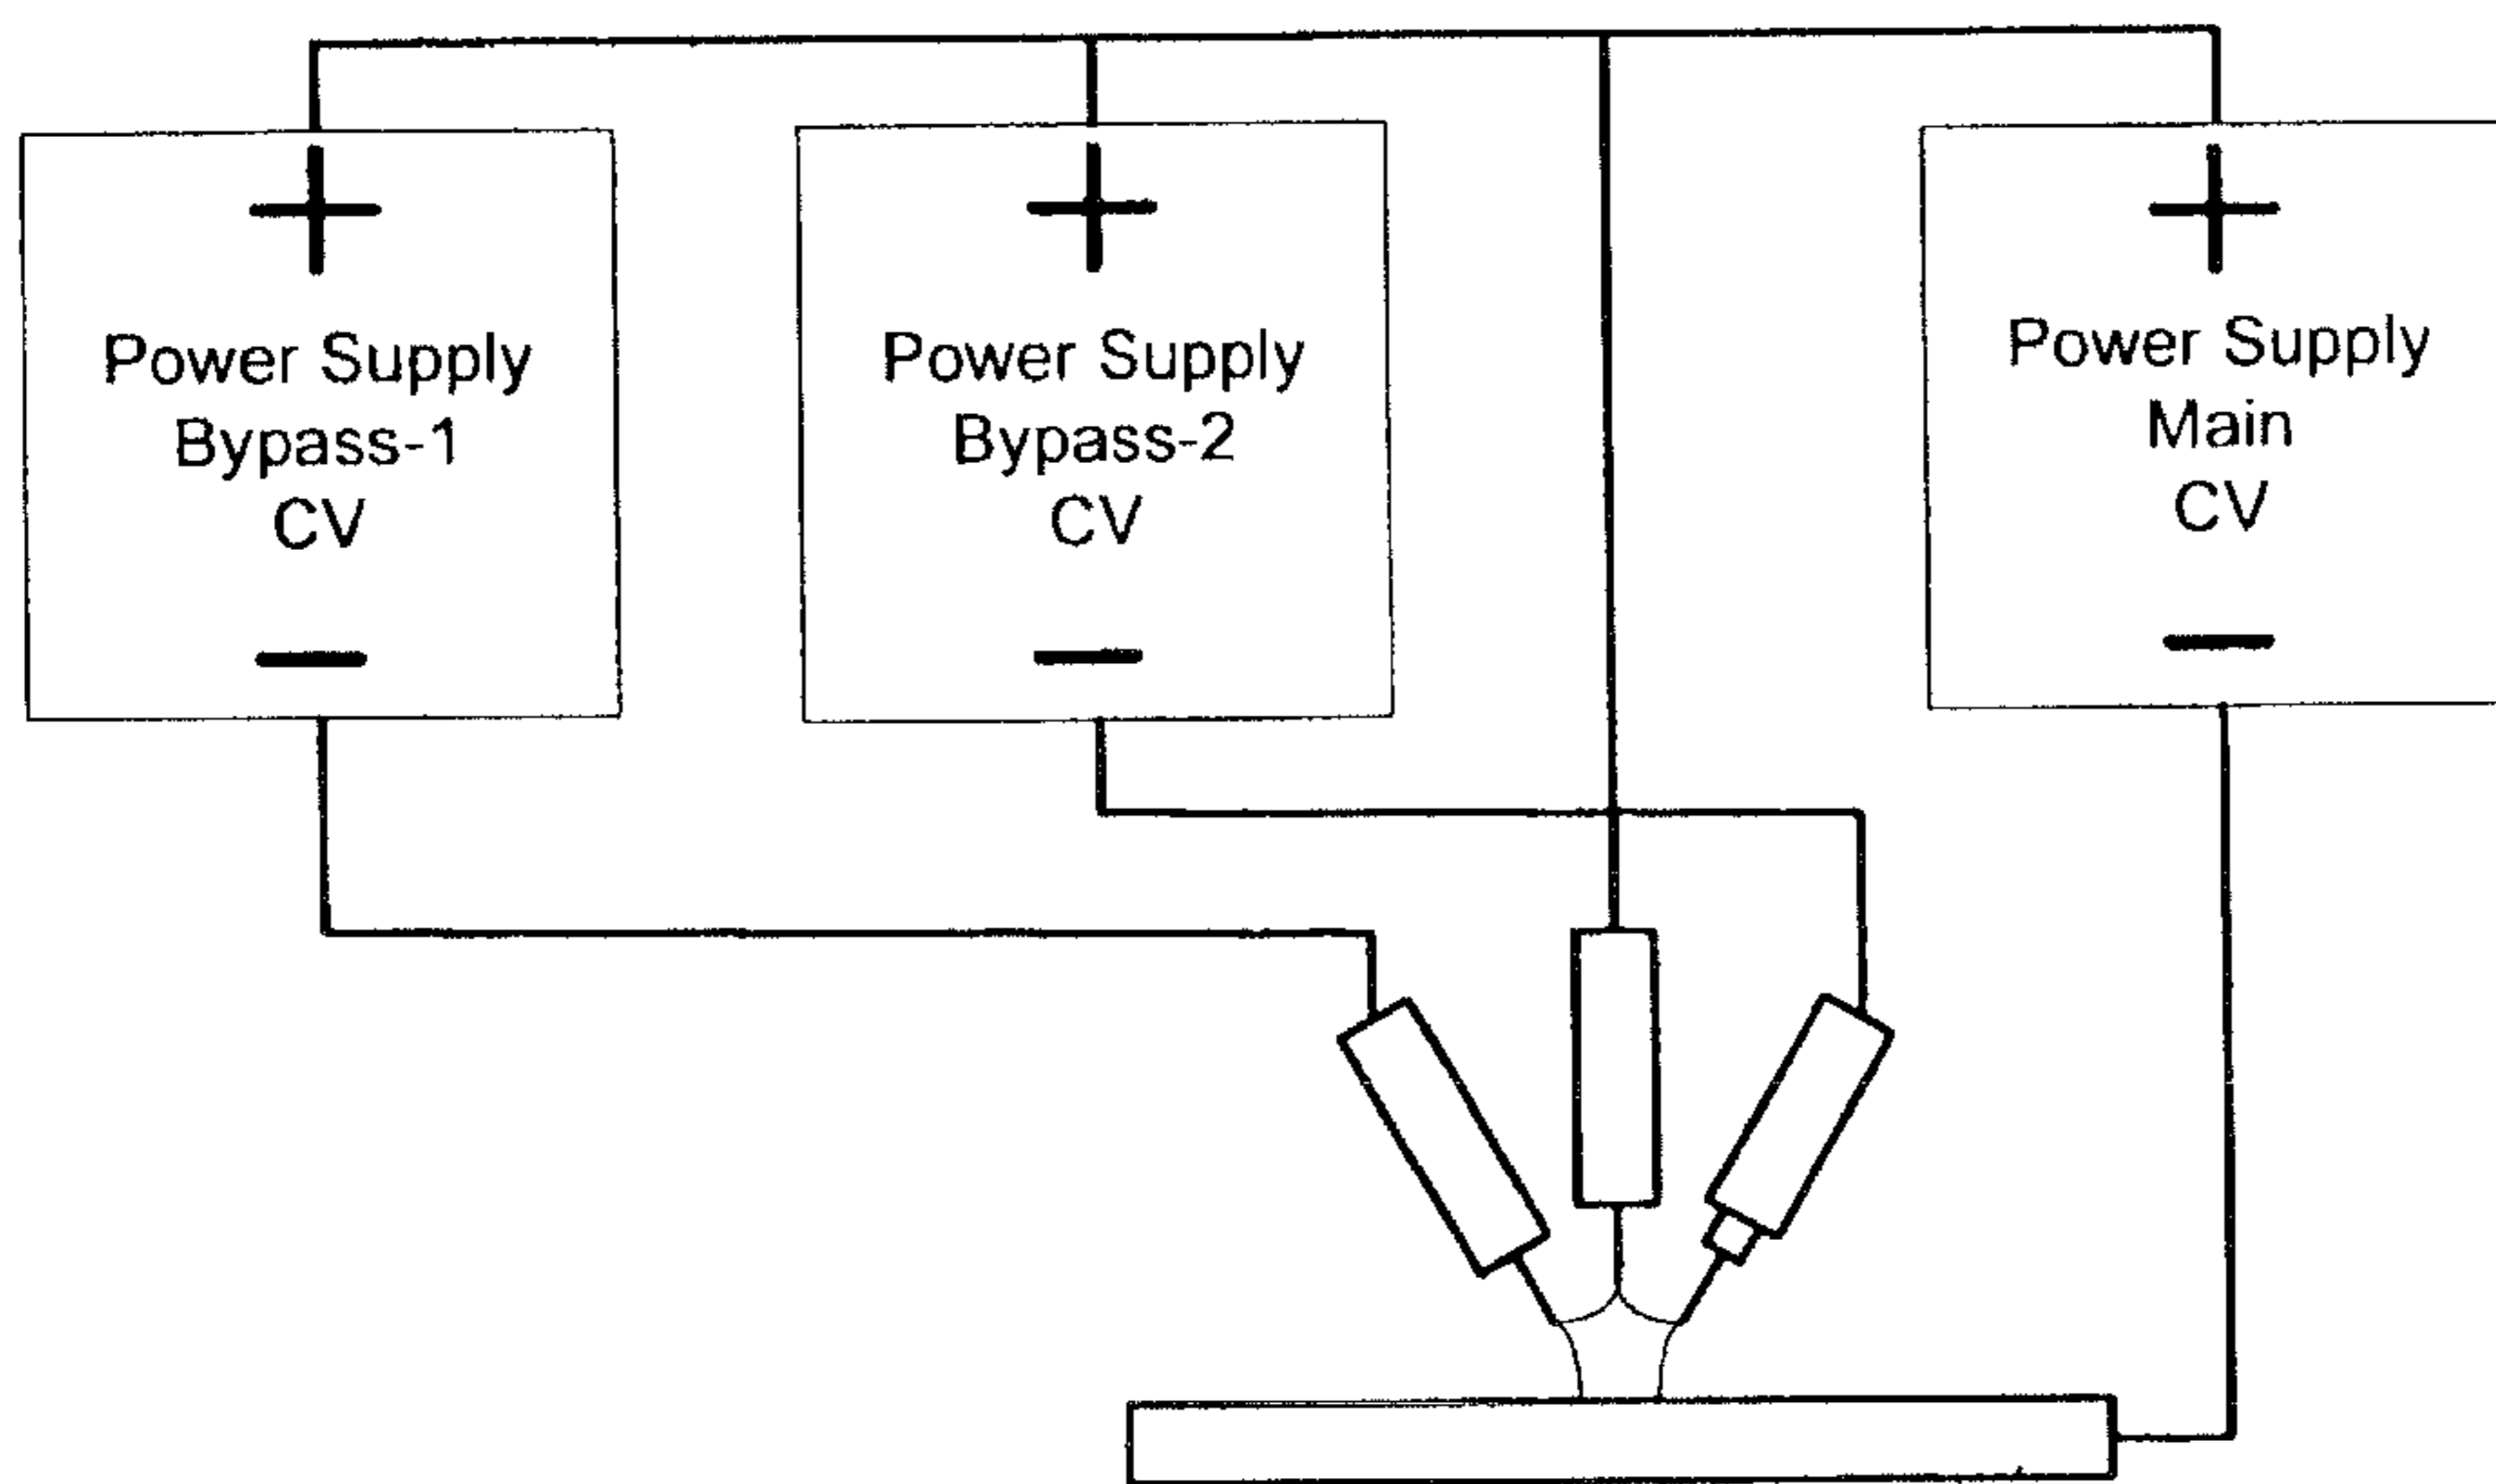 +
Power Supply
Bypass-1
CV
−
+
Power Supply
Bypass-2
CV
−
+
Power Supply
Main
CV
−